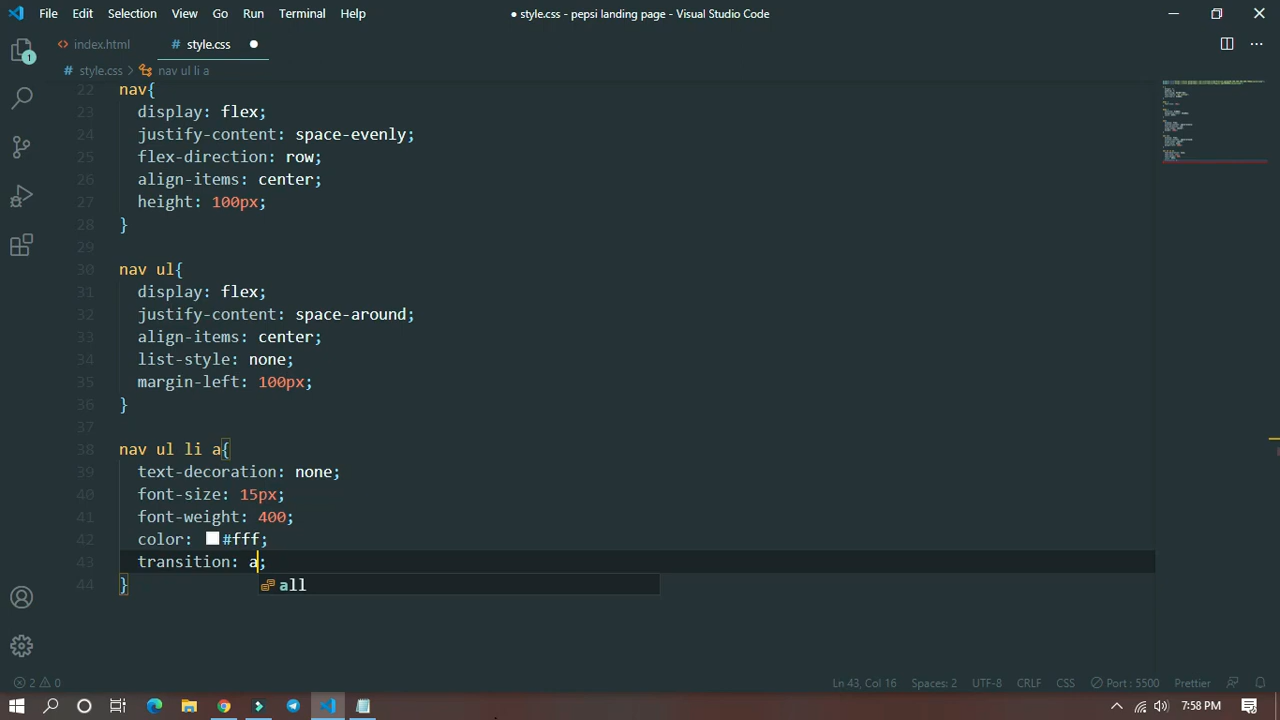 File Edit Selection View Go Run Terminal Help
● style.css - pepsi landing page - Visual Studio Code
index.html
# style.css ●
# style.css > nav ul li a
22 nav{
23 display: flex;
24 justify-content: space-evenly;
25 flex-direction: row;
26 align-items: center;
27 height: 100px;
28 }
29
30 nav ul{
31 display: flex;
32 justify-content: space-around;
33 align-items: center;
34 list-style: none;
35 margin-left: 100px;
36 }
37
38 nav ul li a{
39 text-decoration: none;
40 font-size: 15px;
41 font-weight: 400;
42 color: #fff;
43 transition: a;
44 }
all
1
2 0
Ln 43, Col 16 Spaces: 2 UTF-8 CRLF CSS Port : 5500 Prettier
7:58 PM